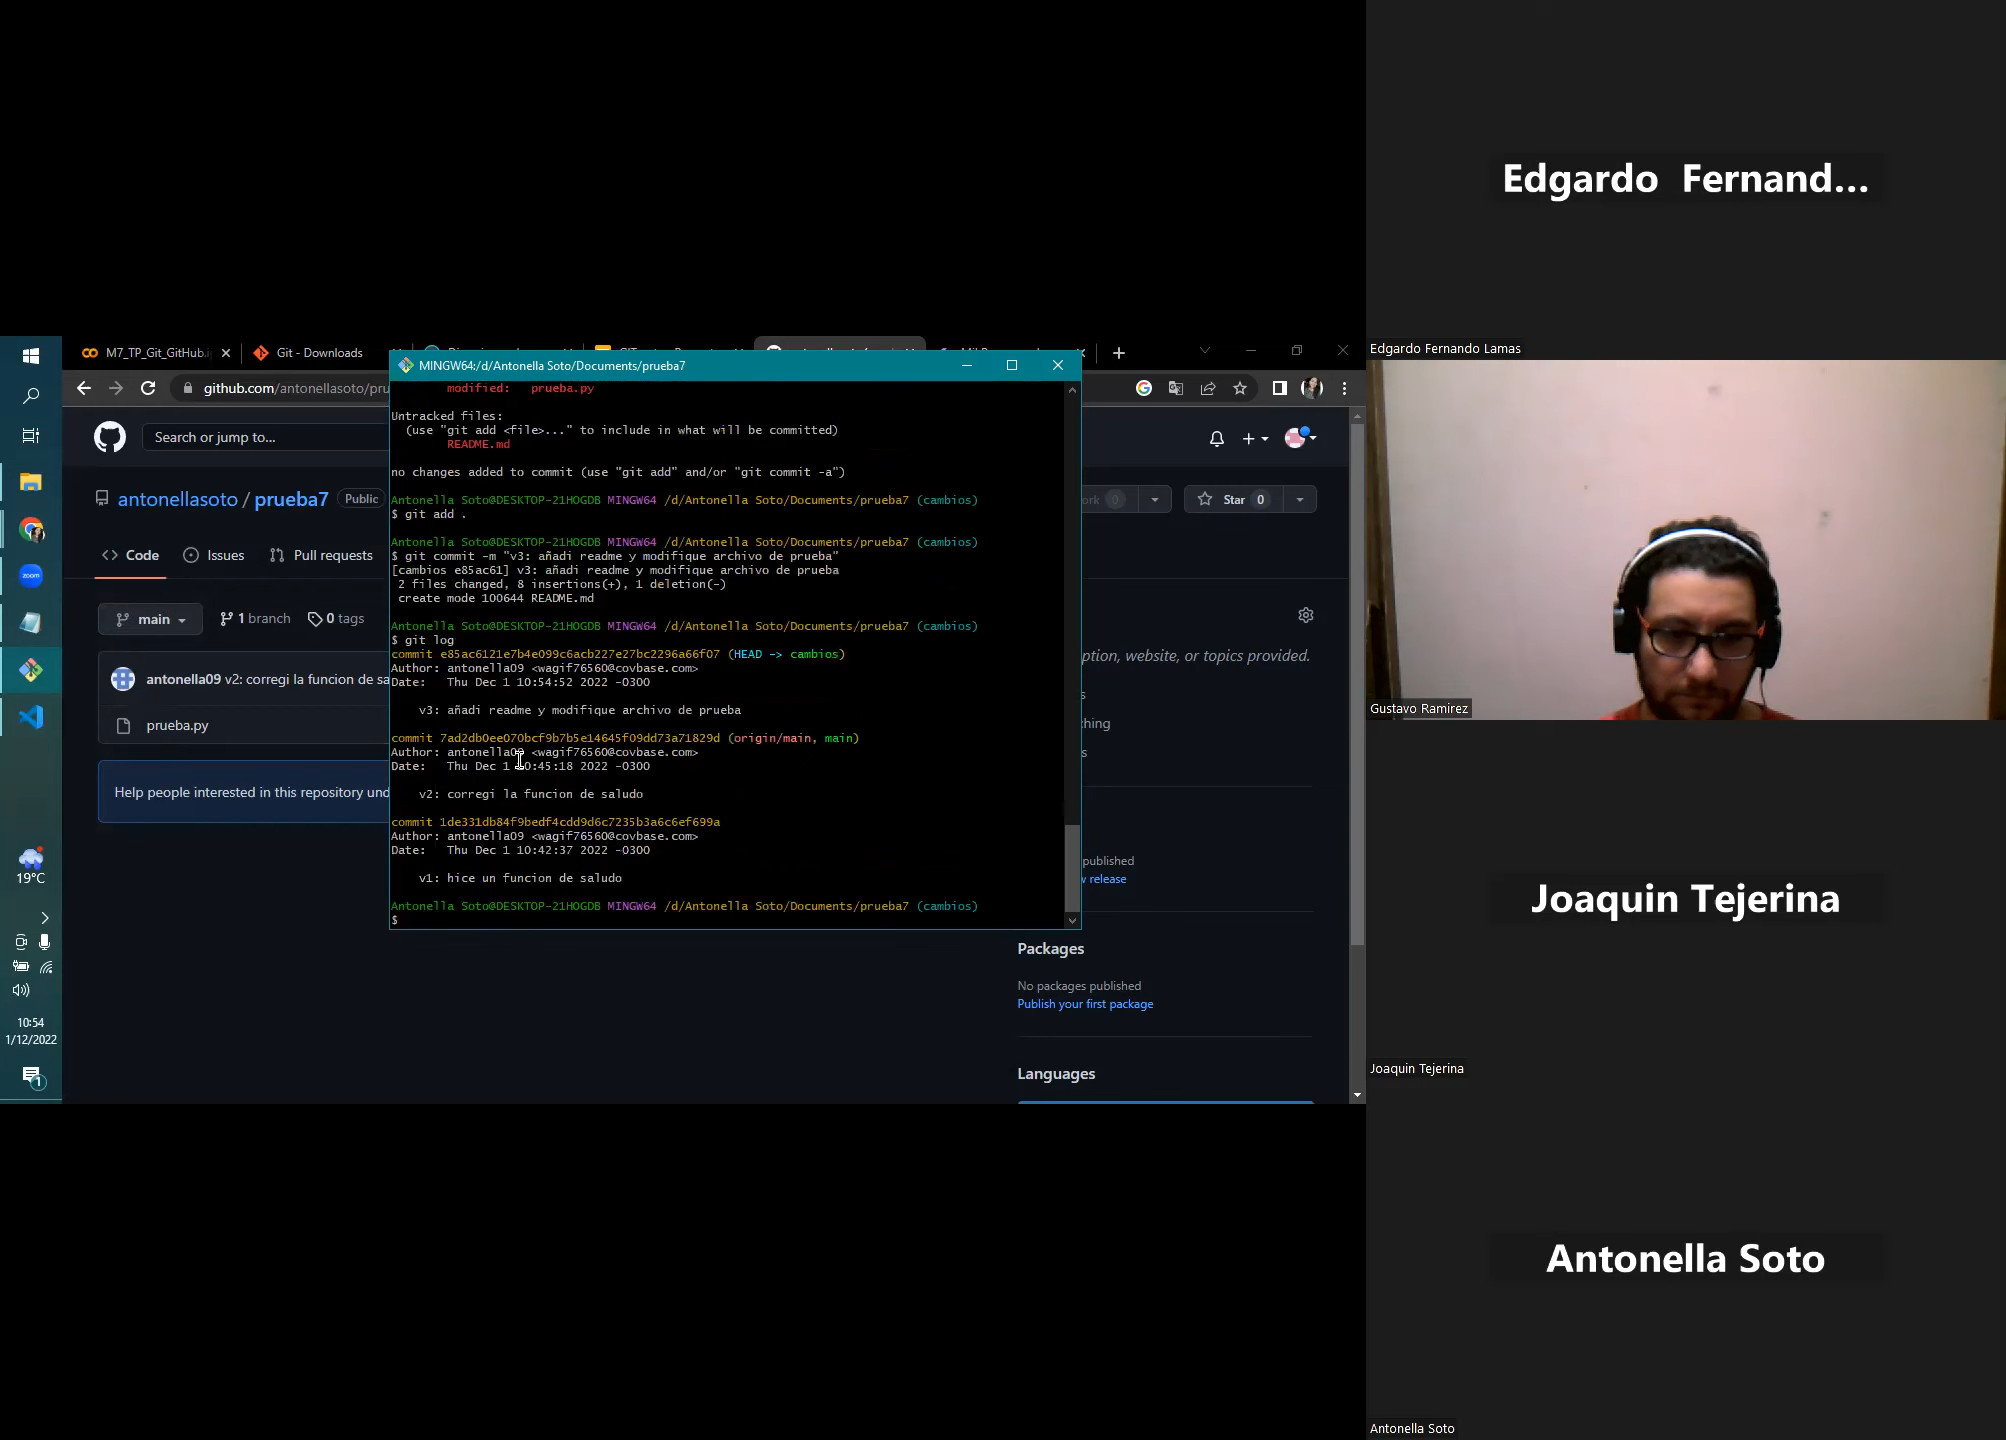 M7_TP_Git_GitHub.i
Git - Downloads
github.com/antonellasoto/pru
Search or jump to...
antonellasoto / prueba7
Public
Code
Issues
Pull requests
0
Star 0
main
1 branch
0 tags
antonella09 v2: corregi la funcion de sa
prueba.py
Help people interested in this repository und
MINGW64:/d/Antonella Soto/Documents/prueba7
modified: prueba.py
Untracked files:
(use "git add <file>..." to include in what will be committed)
README.md
no changes added to commit (use "git add" and/or "git commit -a")
Antonella Soto@DESKTOP-21HOGDB MINGW64 /d/Antonella Soto/Documents/prueba7 (cambios)
$ git add .
Antonella Soto@DESKTOP-21HOGDB MINGW64 /d/Antonella Soto/Documents/prueba7 (cambios)
$ git commit -m "v3: añadi readme y modifique archivo de prueba"
[cambios e85ac61] v3: añadi readme y modifique archivo de prueba
2 files changed, 8 insertions(+), 1 deletion(-)
create mode 100644 README.md
Antonella Soto@DESKTOP-21HOGDB MINGW64 /d/Antonella Soto/Documents/prueba7 (cambios)
$ git log
commit e85ac6121e7b4e099c6acb227e27bc2296a66f07 (HEAD -> cambios)
Author: antonella09 <wagif76560@covbase.com>
Date: Thu Dec 1 10:54:52 2022 -0300
v3: añadi readme y modifique archivo de prueba
commit 7ad2db0ee070bcf9b7b5e14645f09dd73a71829d (origin/main, main)
Author: antonella09 <wagif76560@covbase.com>
Date: Thu Dec 1 10:45:18 2022 -0300
v2: corregi la funcion de saludo
commit 1de331db84f9bedf4cdd9d6c7235b3a6c6ef699a
Author: antonella09 <wagif76560@covbase.com>
Date: Thu Dec 1 10:42:37 2022 -0300
v1: hice un funcion de saludo
Antonella Soto@DESKTOP-21HOGDB MINGW64 /d/Antonella Soto/Documents/prueba7 (cambios)
$
ption, website, or topics provided.
hing
published
w release
Packages
No packages published
Publish your first package
Languages
zoom
19°C
10:54
1/12/2022
1
Edgardo Fernand...
Edgardo Fernando Lamas
Gustavo Ramirez
Joaquin Tejerina
Joaquin Tejerina
Antonella Soto
Antonella Soto